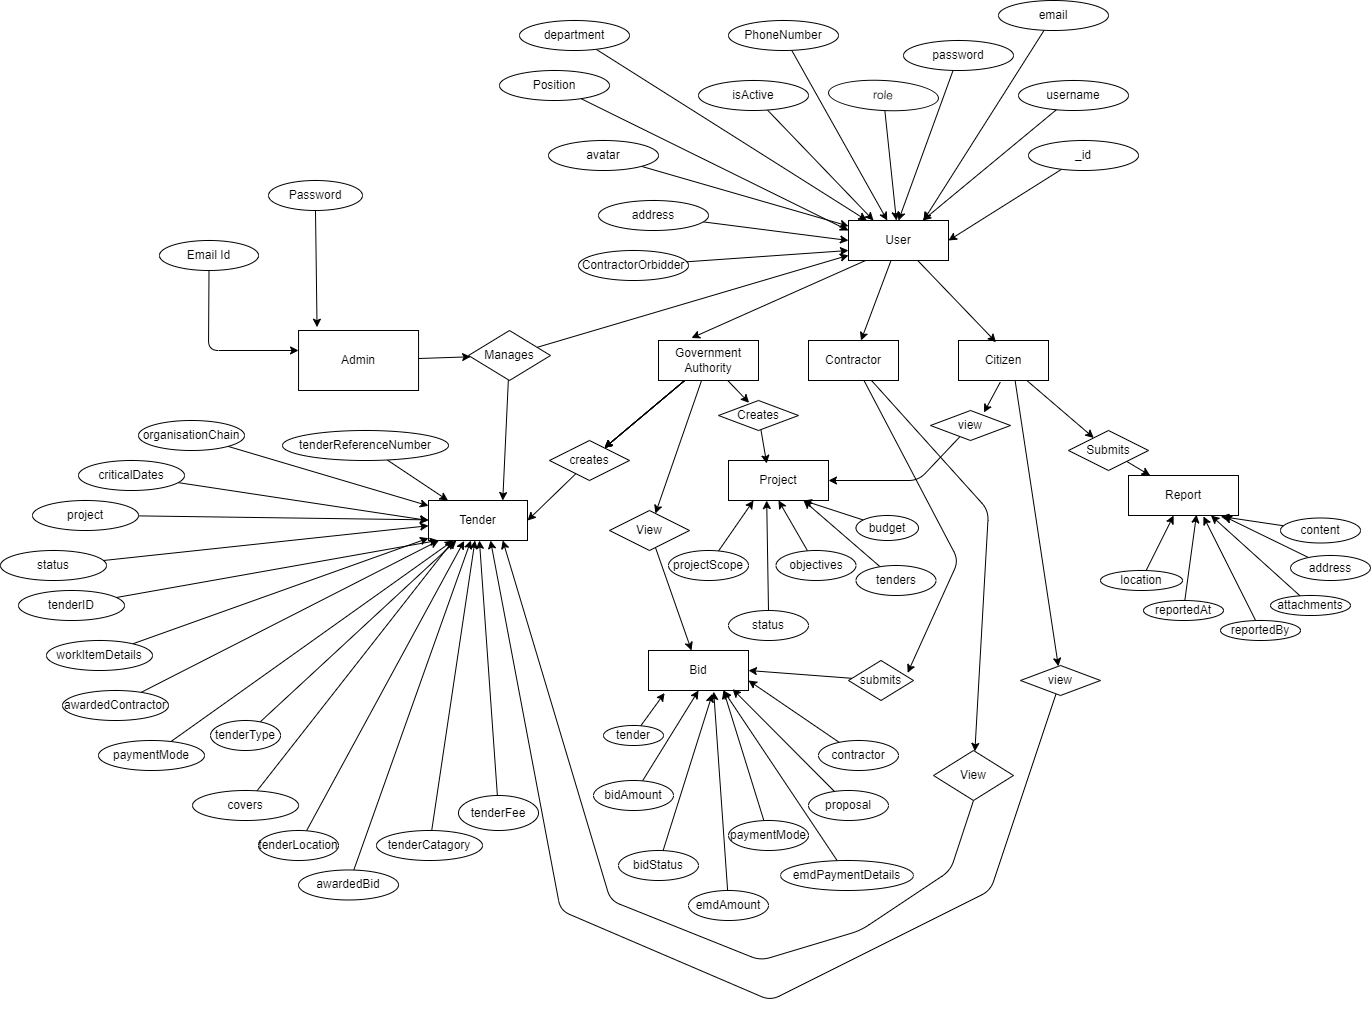 email
department
PhoneNumber
password
Position
isActive
role
username
avatar
_id
Password
address
User
Email Id
ContractorOrbidder
Admin
Manages
Government
Authority
Contractor
Citizen
organisationChain
tenderReferenceNumber
Creates
view
creates
Submits
criticalDates
Project
Report
project
Tender
View
budget
content
status
projectScope
objectives
tenders
address
location
tenderID
status
reportedAt
attachments
reportedBy
workItemDetails
Bid
submits
view
awardedContractor
tenderType
tender
paymentMode
contractor
View
covers
tenderFee
bidAmount
proposal
tenderLocation
tenderCatagory
paymentMode
bidStatus
emdPaymentDetails
awardedBid
emdAmount